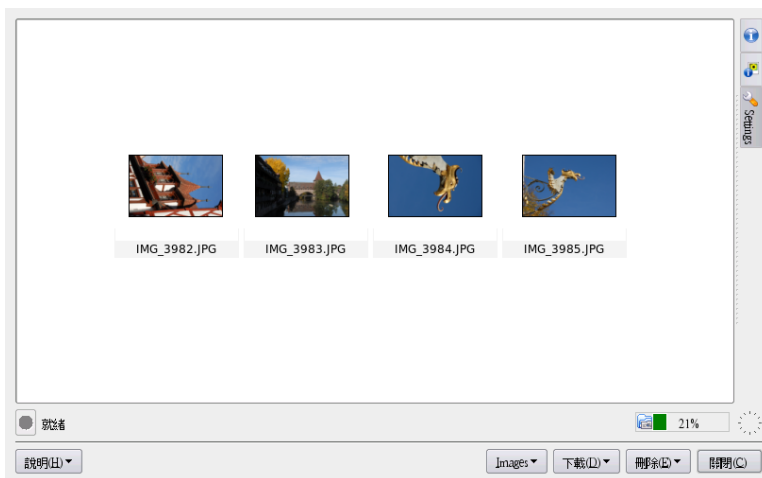 Settings
IMG_3982.JPG
IMG_3983.JPG
IMG_3984.JPG
IMG_3985.JPG
就緒
21%
說明(H)
Images
下載(D)
刪除(E)
關閉(C)